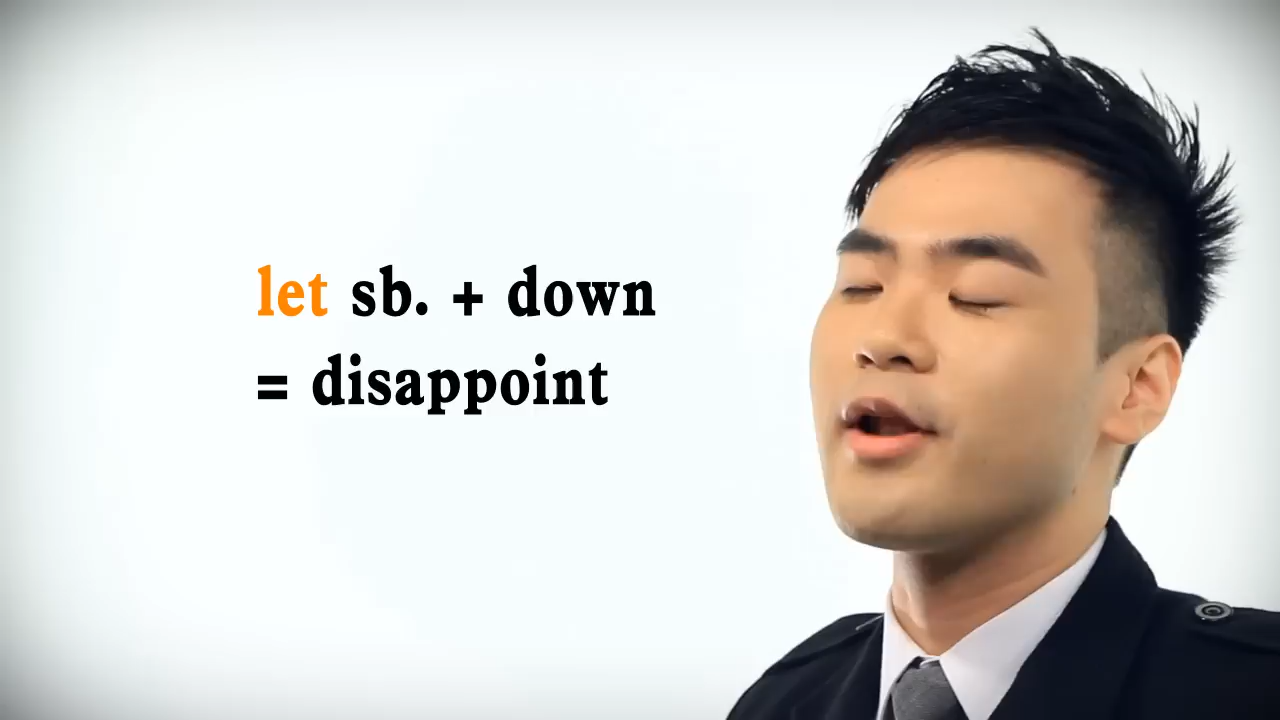 let sb. + down
= disappoint